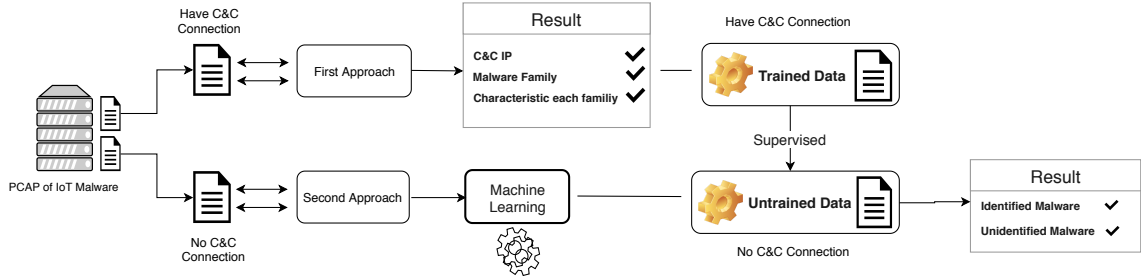 Have C&C
Connection
First Approach
Result
C&C IP
Malware Family
Characteristic each familiy
Have C&C Connection
Trained Data
Supervised
PCAP of IoT Malware
No C&C
Connection
Second Approach
Machine
Learning
Untrained Data
No C&C Connection
Result
Identified Malware
Unidentified Malware